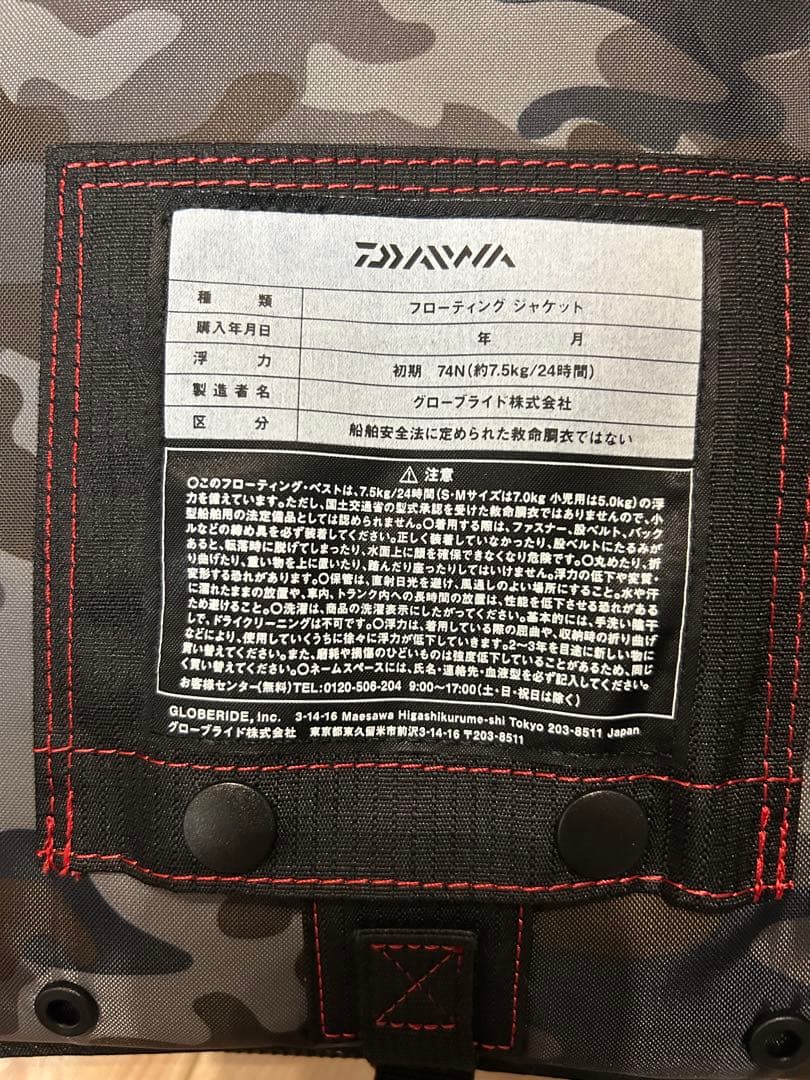 DAIWA
種類 フローティング ジャケット
購入年月日 年 月
浮力 初期 74N(約7.5kg/24時間)
製造者名 グローブライド株式会社
区分 船舶安全法に定められた救命胴衣ではない
⚠ 注意
○このフローティング・ベストは、7.5kg/24時間(S・Mサイズは7.0kg 小児用は5.0kg)の浮
力を備えています。ただし、国土交通省の型式承認を受けた救命胴衣ではありませんので、小
型船舶用の法定備品としては認められません。○着用する際は、ファスナー、股ベルト、バック
ルなどの締め具を必ず装着してください。正しく装着していなかったり、股ベルトにたるみが
あると、転落時に脱げてしまったり、水面上に顔を確保できなくなり危険です。○丸めたり、折
り曲げたり、重い物を上に置いたり、踏んだり座ったりしてはいけません。浮力の低下や変質・
変形する恐れがあります。○保管は、直射日光を避け、風通しのよい場所にすること。水や汗
に濡れたままの放置や、車内、トランク内への長時間の放置は、性能を低下させる恐れがある
ため避けること。○洗濯は、商品の洗濯表示にしたがってください。基本的には、手洗い陰干
しで、ドライクリーニングは不可です。○浮力は、着用している際の屈曲や、収納時の折り曲げ
などにより、使用していくうちに徐々に浮力が低下していきます。2～3年を目途に新しい物に
買い替えてください。また、磨耗や損傷のひどいものは強度低下していることがあるため、同じ
く買い替えてください。○ネームスペースには、氏名・連絡先・血液型を必ず記入してください。
お客様センター(無料)TEL:0120-506-204 9:00～17:00(土・日・祝日は除く)
GLOBERIDE, Inc. 3-14-16 Maesawa Higashikurume-shi Tokyo 203-8511 Japan
グローブライド株式会社 東京都東久留米市前沢3-14-16 〒203-8511